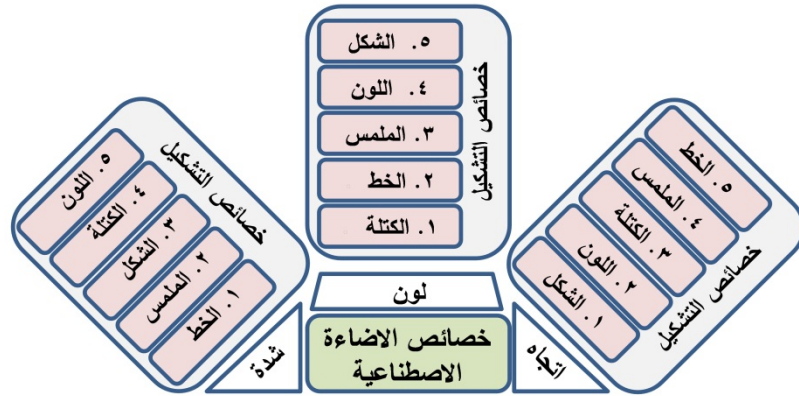 خصائص التشكيل
٥. الشكل
٤. اللون
٣. الملمس
٢. الخط
١. الكتلة
خصائص التشكيل
٥. الخط
٤. الملمس
٣. الكتلة
٢. اللون
١. الشكل
خصائص التشكيل
٥. اللون
٤. الكتلة
٣. الشكل
٢. الملمس
١. الخط
لون
اتجاه
شدة
خصائص الاضاءة
الاصطناعية